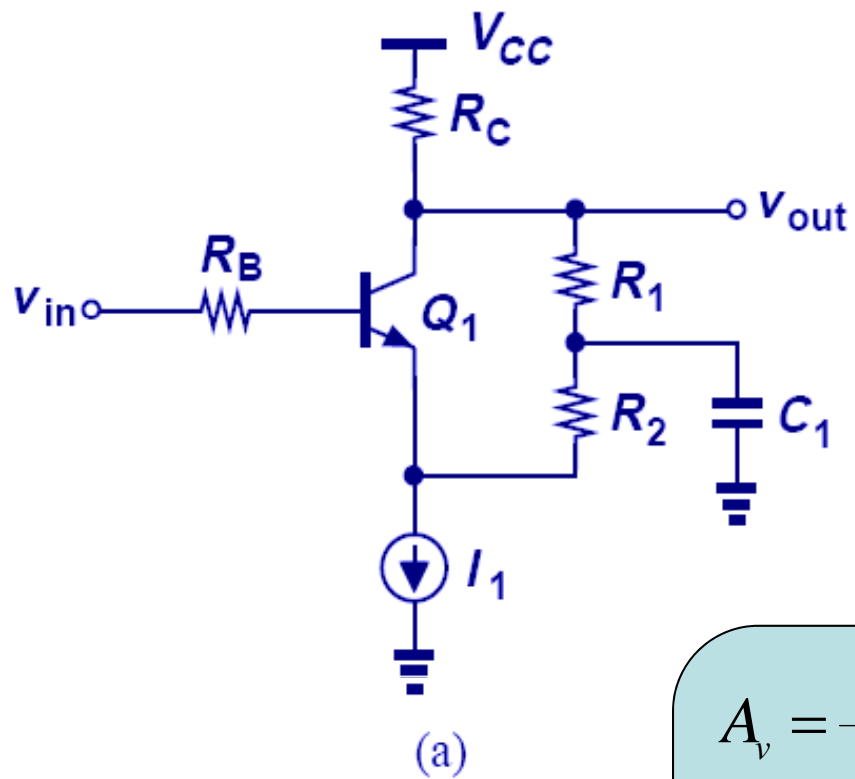 V_CC
R_C
v_out
R_B
R_1
v_in
Q_1
R_2
C_1
I_1
A_v = –
(a)